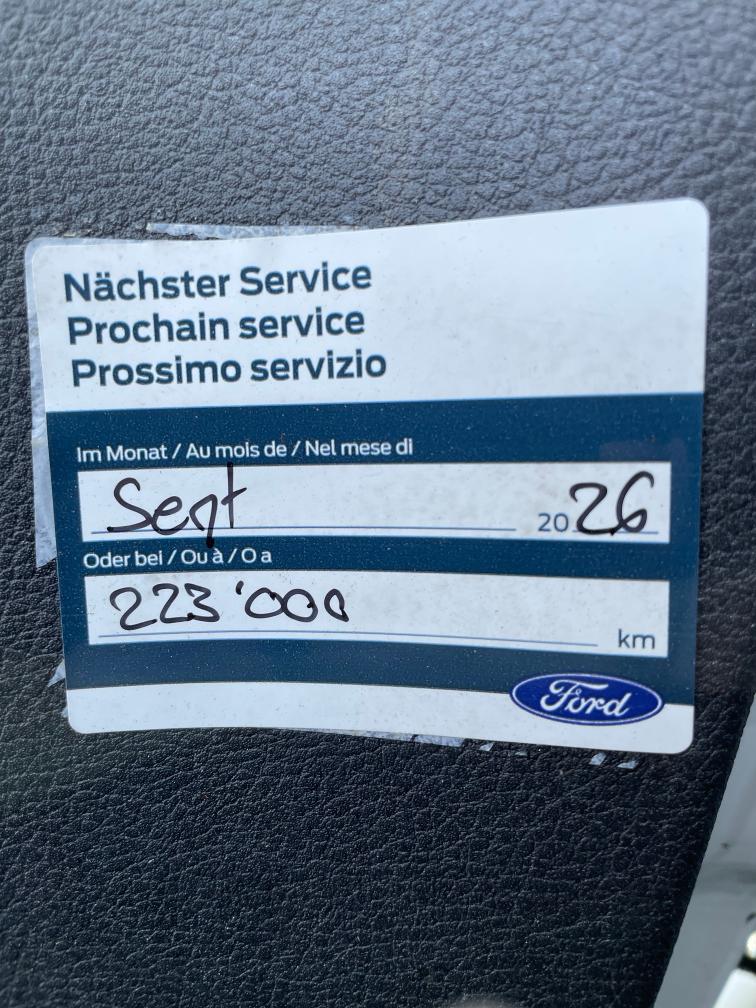 Nächster Service
Prochain service
Prossimo servizio
Im Monat / Au mois de / Nel mese di
Sept 2026
Oder bei / Ou à / O a
223'000 km
Ford